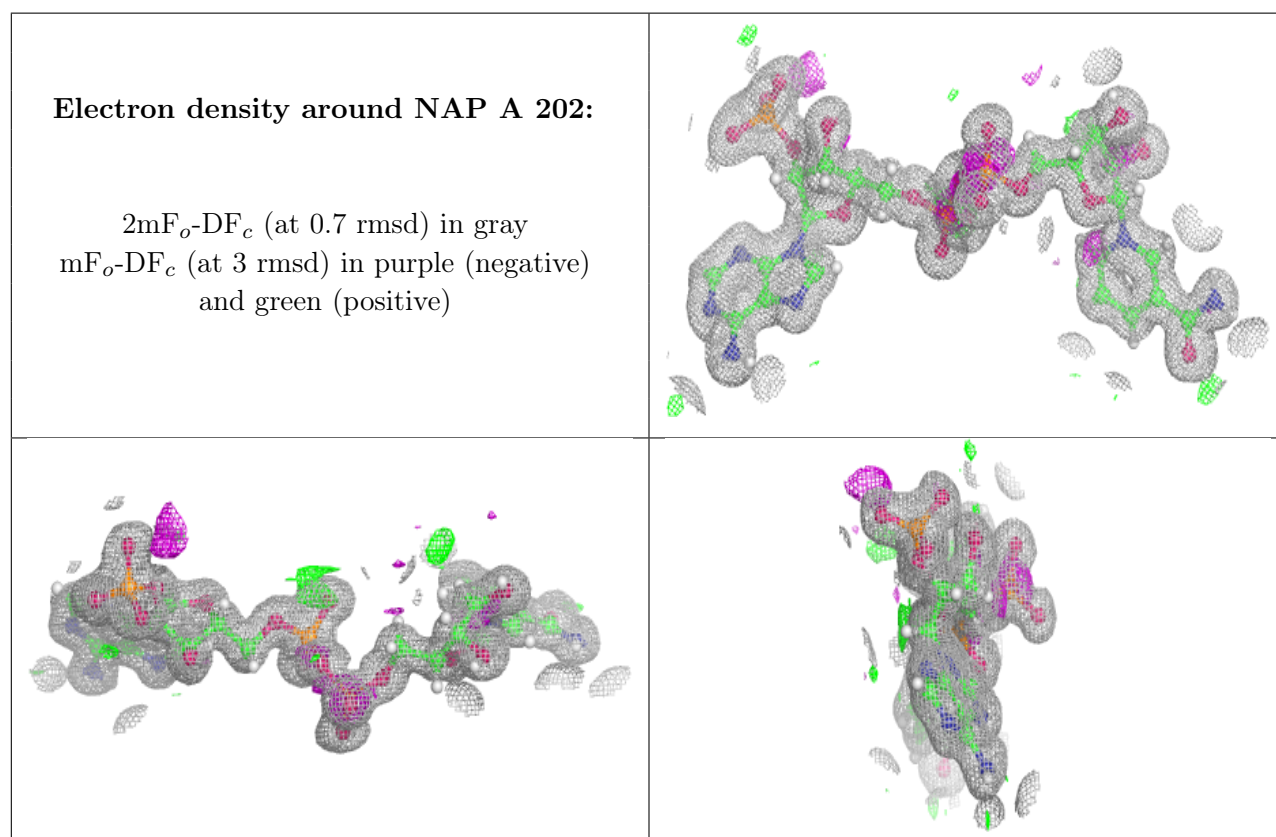 Electron density around NAP A 202:
2mFo-DFc (at 0.7 rmsd) in gray
mFo-DFc (at 3 rmsd) in purple (negative)
and green (positive)